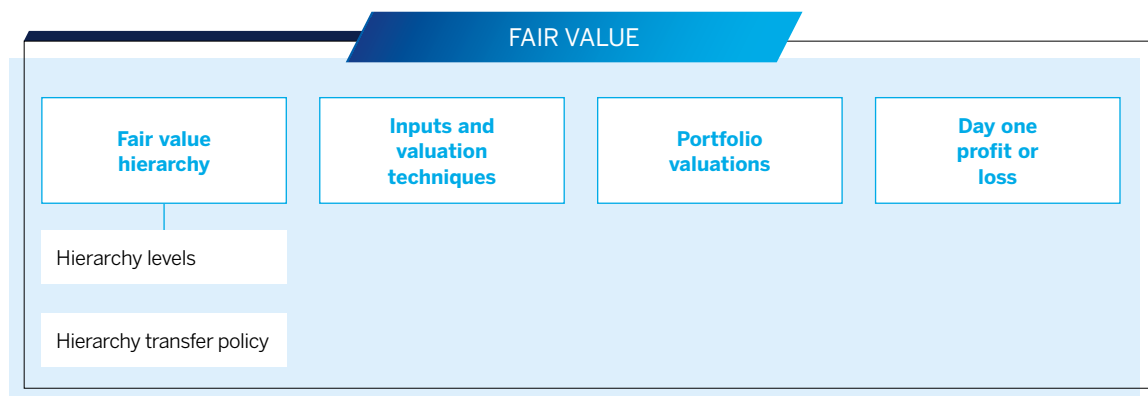 FAIR VALUE
Fair value
hierarchy
Inputs and
valuation
techniques
Portfolio
valuations
Day one
profit or
loss
Hierarchy levels
Hierarchy transfer policy